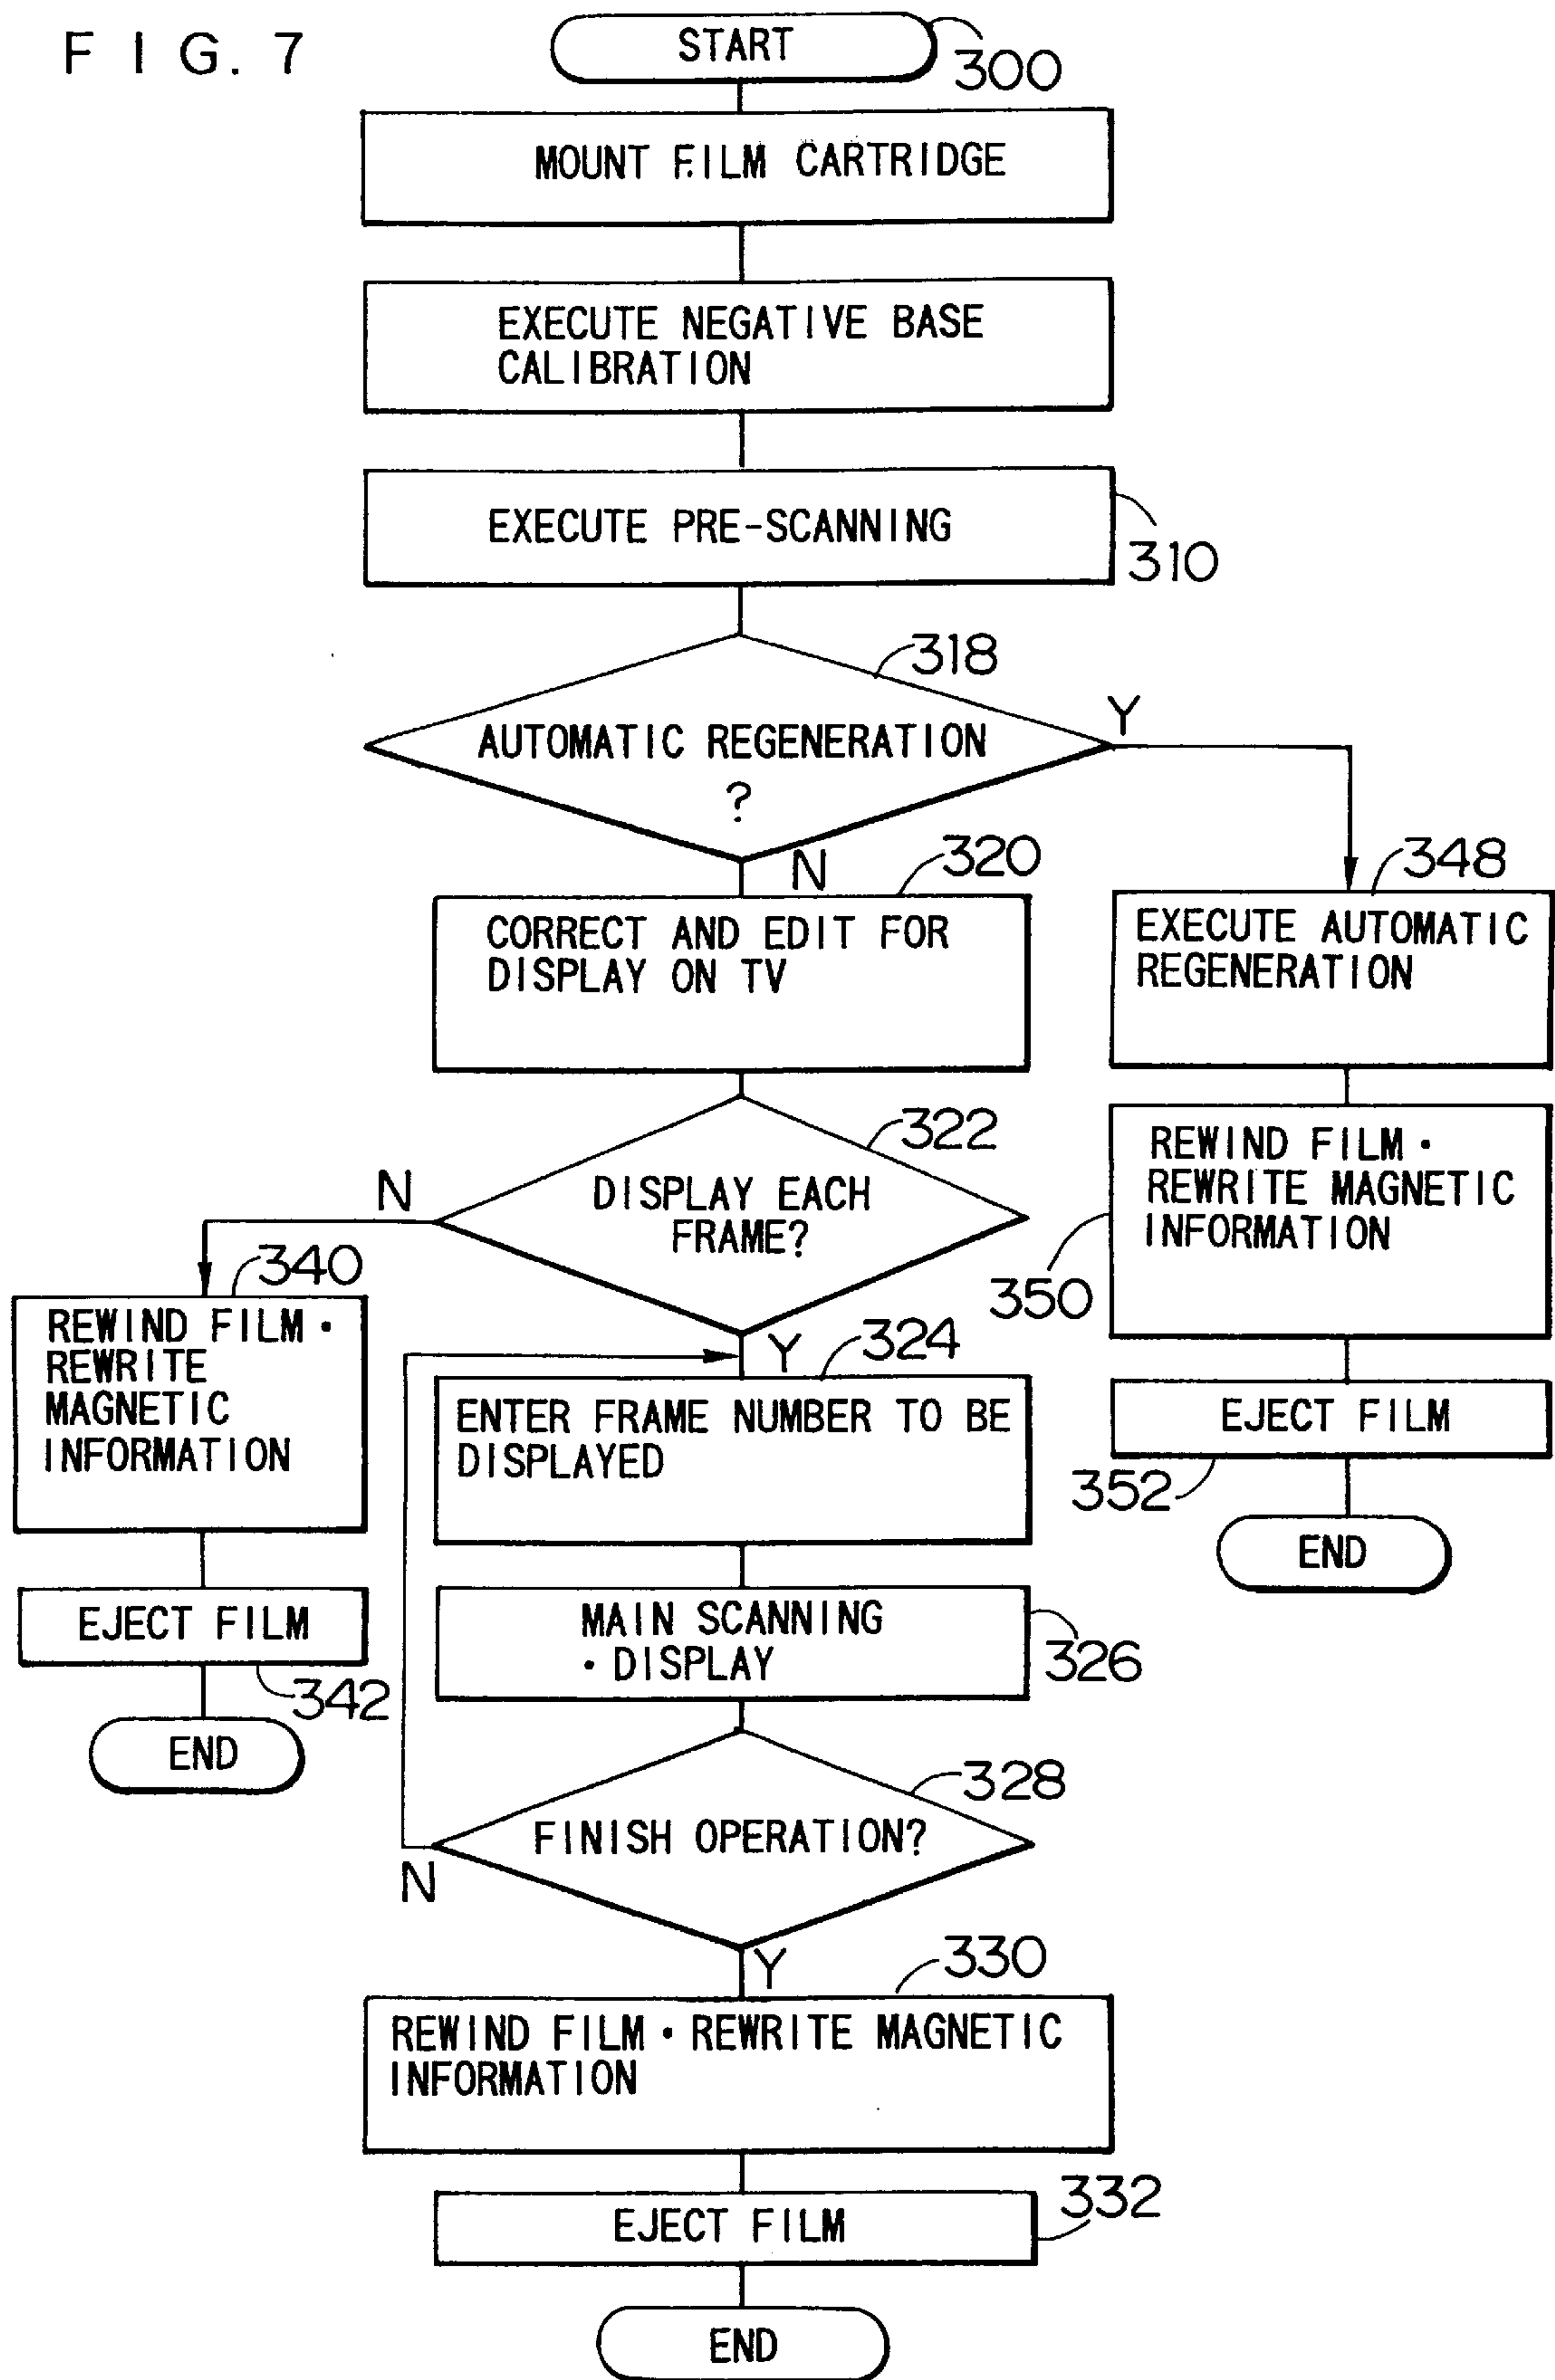 FIG. 7
START
300
MOUNT FILM CARTRIDGE
EXECUTE NEGATIVE BASE
CALIBRATION
EXECUTE PRE-SCANNING
310
318
AUTOMATIC REGENERATION
?
Y
N
320
CORRECT AND EDIT FOR
DISPLAY ON TV
348
EXECUTE AUTOMATIC
REGENERATION
322
DISPLAY EACH
FRAME?
N
350
REWIND FILM・
REWRITE MAGNETIC
INFORMATION
340
REWIND FILM・
REWRITE
MAGNETIC
INFORMATION
Y
324
ENTER FRAME NUMBER TO BE
DISPLAYED
EJECT FILM
352
END
EJECT FILM
342
END
MAIN SCANNING
・DISPLAY
326
328
FINISH OPERATION?
N
Y
330
REWIND FILM・REWRITE MAGNETIC
INFORMATION
EJECT FILM
332
END